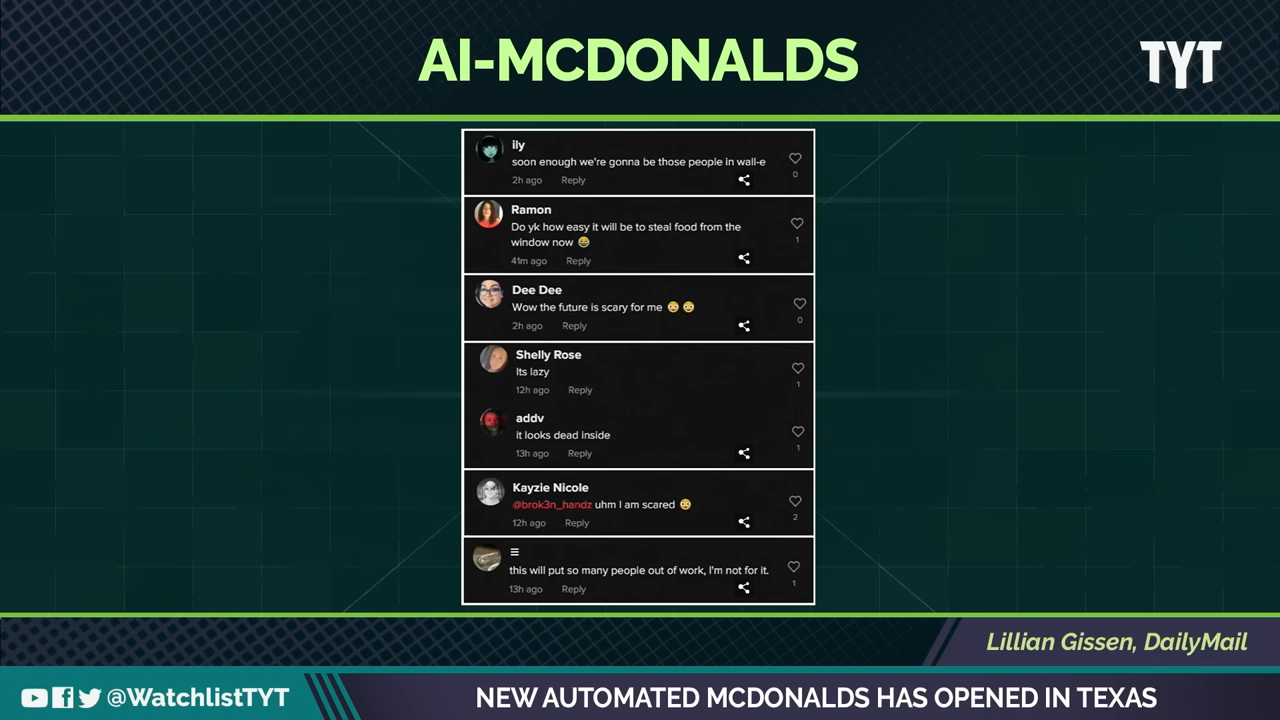 AI-MCDONALDS
TYT
ily
soon enough we're gonna be those people in wall-e
2h ago Reply
0
Ramon
Do yk how easy it will be to steal food from the
window now 😂
41m ago Reply
1
Dee Dee
Wow the future is scary for me 😳 😳
2h ago Reply
0
Shelly Rose
Its lazy
12h ago Reply
1
addv
it looks dead inside
13h ago Reply
1
Kayzie Nicole
@brok3n_handz uhm I am scared 😳
12h ago Reply
2
☰
this will put so many people out of work, I'm not for it.
13h ago Reply
1
Lillian Gissen, DailyMail
@WatchlistTYT
NEW AUTOMATED MCDONALDS HAS OPENED IN TEXAS